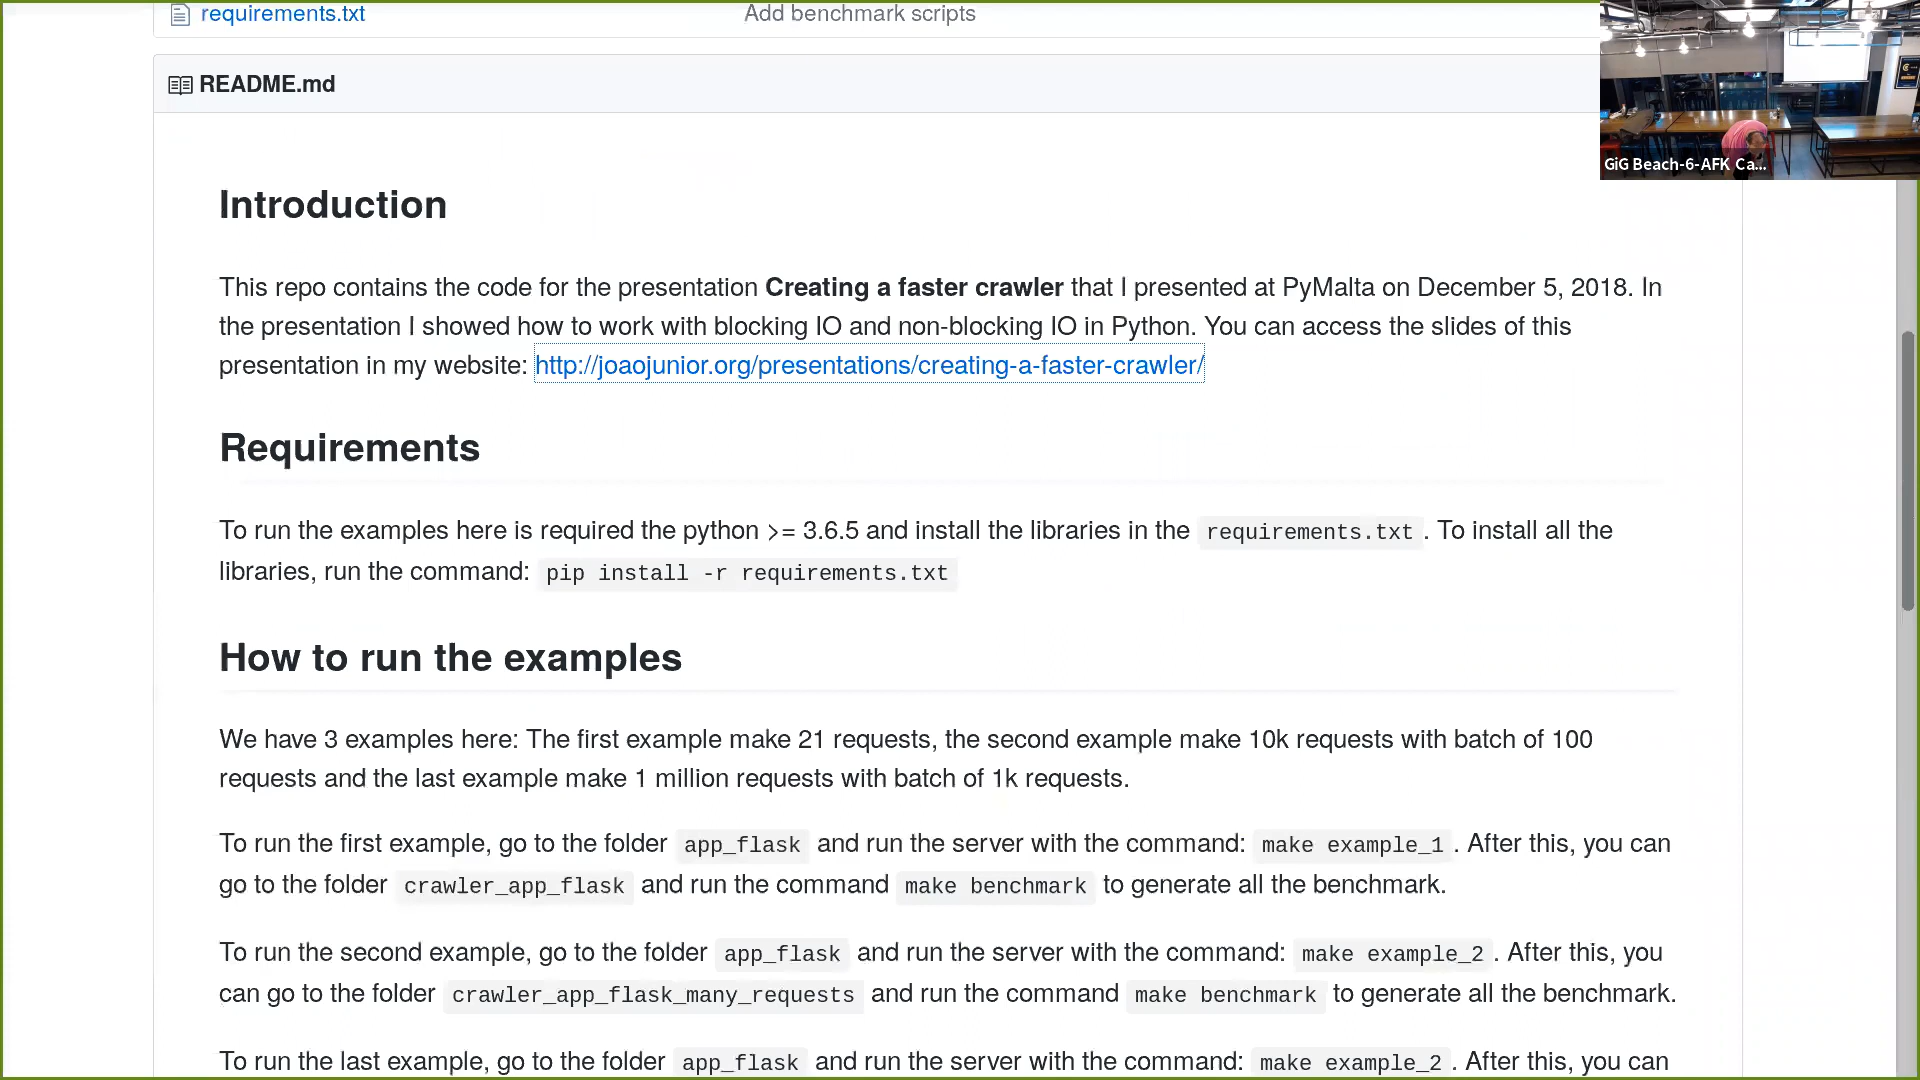 requirements.txt Add benchmark scripts
README.md
GiG Beach-6-AFK Ca...
Introduction
This repo contains the code for the presentation Creating a faster crawler that I presented at PyMalta on December 5, 2018. In
the presentation I showed how to work with blocking IO and non-blocking IO in Python. You can access the slides of this
presentation in my website: http://joaojunior.org/presentations/creating-a-faster-crawler/
Requirements
To run the examples here is required the python >= 3.6.5 and install the libraries in the requirements.txt . To install all the
libraries, run the command: pip install -r requirements.txt
How to run the examples
We have 3 examples here: The first example make 21 requests, the second example make 10k requests with batch of 100
requests and the last example make 1 million requests with batch of 1k requests.
To run the first example, go to the folder app_flask and run the server with the command: make example_1 . After this, you can
go to the folder crawler_app_flask and run the command make benchmark to generate all the benchmark.
To run the second example, go to the folder app_flask and run the server with the command: make example_2 . After this, you
can go to the folder crawler_app_flask_many_requests and run the command make benchmark to generate all the benchmark.
To run the last example, go to the folder app_flask and run the server with the command: make example_2 . After this, you can